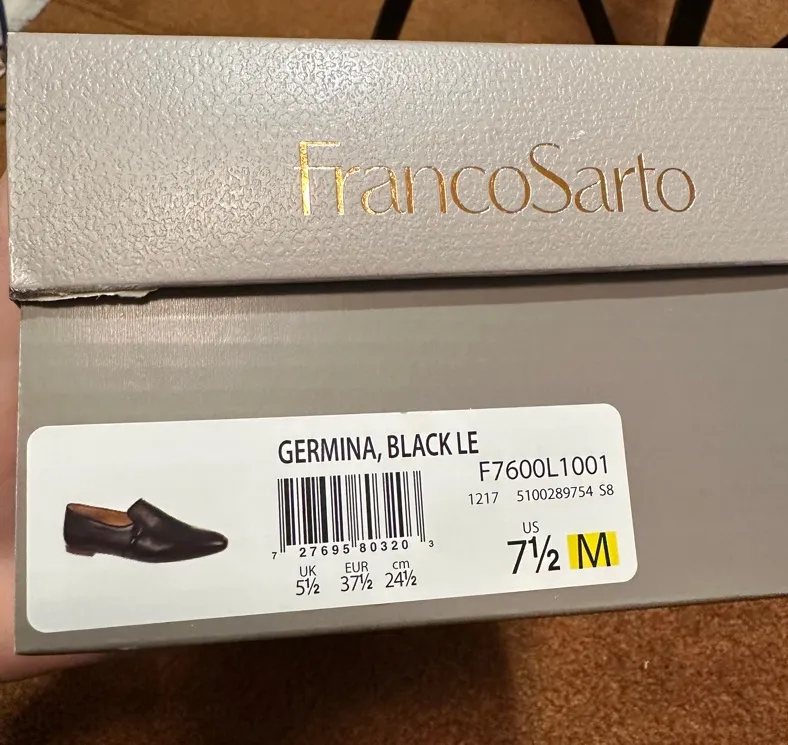 FrancoSarto
GERMINA, BLACK LE
F7600L1001
1217 5100289754 S8
7 27695 80320 3
UK EUR cm
5½ 37½ 24½
US
7½ M